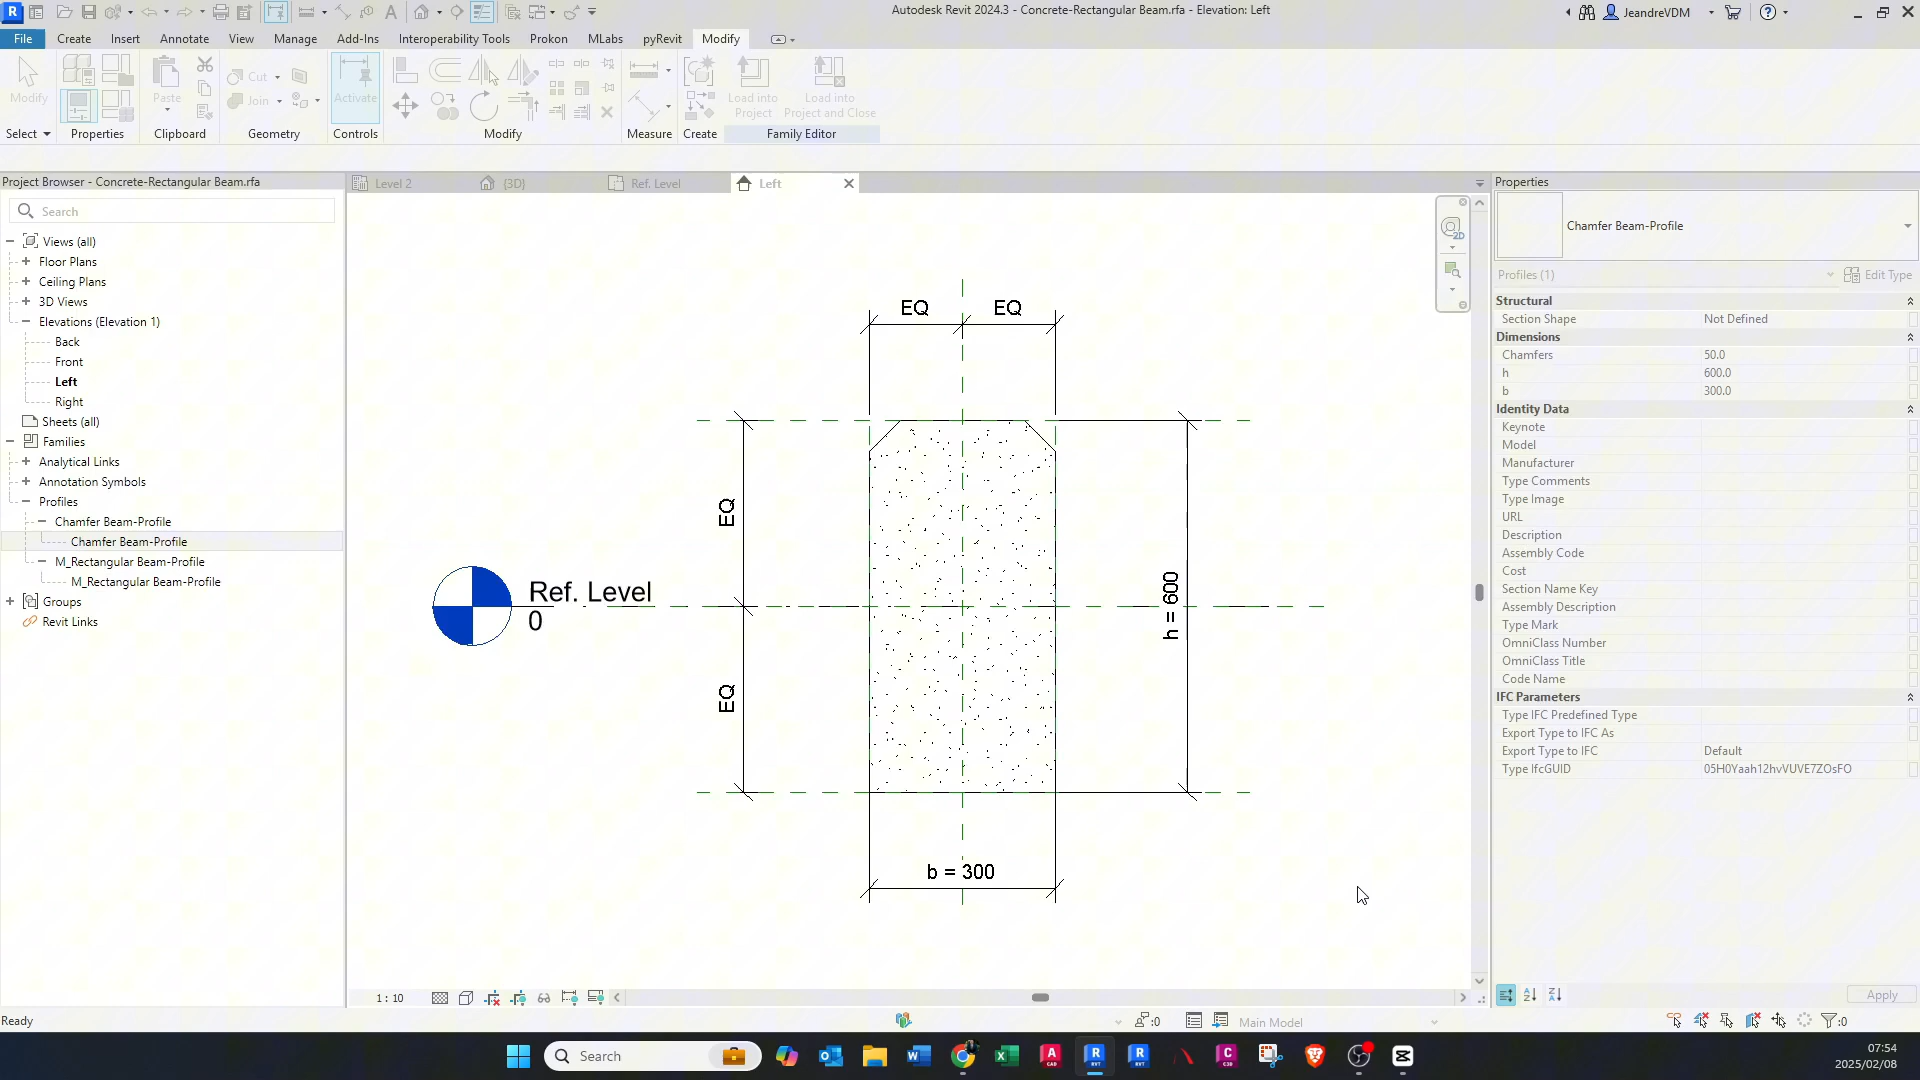 Autodesk Revit 2024.3 - Concrete-Rectangular Beam.rfa - Elevation: Left
JeandreVDM
File
Create
Insert
Annotate
View
Manage
Add-Ins
Interoperability Tools
Prokon
MLabs
pyRevit
Modify
Modify
Paste
Cut
Join
Activate
Load into
Project
Load into
Project and Close
Select
Properties
Clipboard
Geometry
Controls
Modify
Measure
Create
Family Editor
Project Browser - Concrete-Rectangular Beam.rfa
Search
Views (all)
Floor Plans
Ceiling Plans
3D Views
Elevations (Elevation 1)
Back
Front
Left
Right
Sheets (all)
Families
Analytical Links
Annotation Symbols
Profiles
Chamfer Beam-Profile
Chamfer Beam-Profile
M_Rectangular Beam-Profile
M_Rectangular Beam-Profile
Groups
Revit Links
Level 2
{3D}
Ref. Level
Left
EQ
EQ
EQ
EQ
Ref. Level
0
h = 600
b = 300
2D
Properties
Chamfer Beam-Profile
Profiles (1)
Edit Type
Structural
Section Shape
Not Defined
Dimensions
Chamfers
50.0
h
600.0
b
300.0
Identity Data
Keynote
Model
Manufacturer
Type Comments
Type Image
URL
Description
Assembly Code
Cost
Section Name Key
Assembly Description
Type Mark
OmniClass Number
OmniClass Title
Code Name
IFC Parameters
Type IFC Predefined Type
Export Type to IFC As
Export Type to IFC
Default
Type IfcGUID
05H0Yaah12hvVUVE7ZOsFO
Apply
1 : 10
Ready
:0
Main Model
:0
Search
07:54
2025/02/08